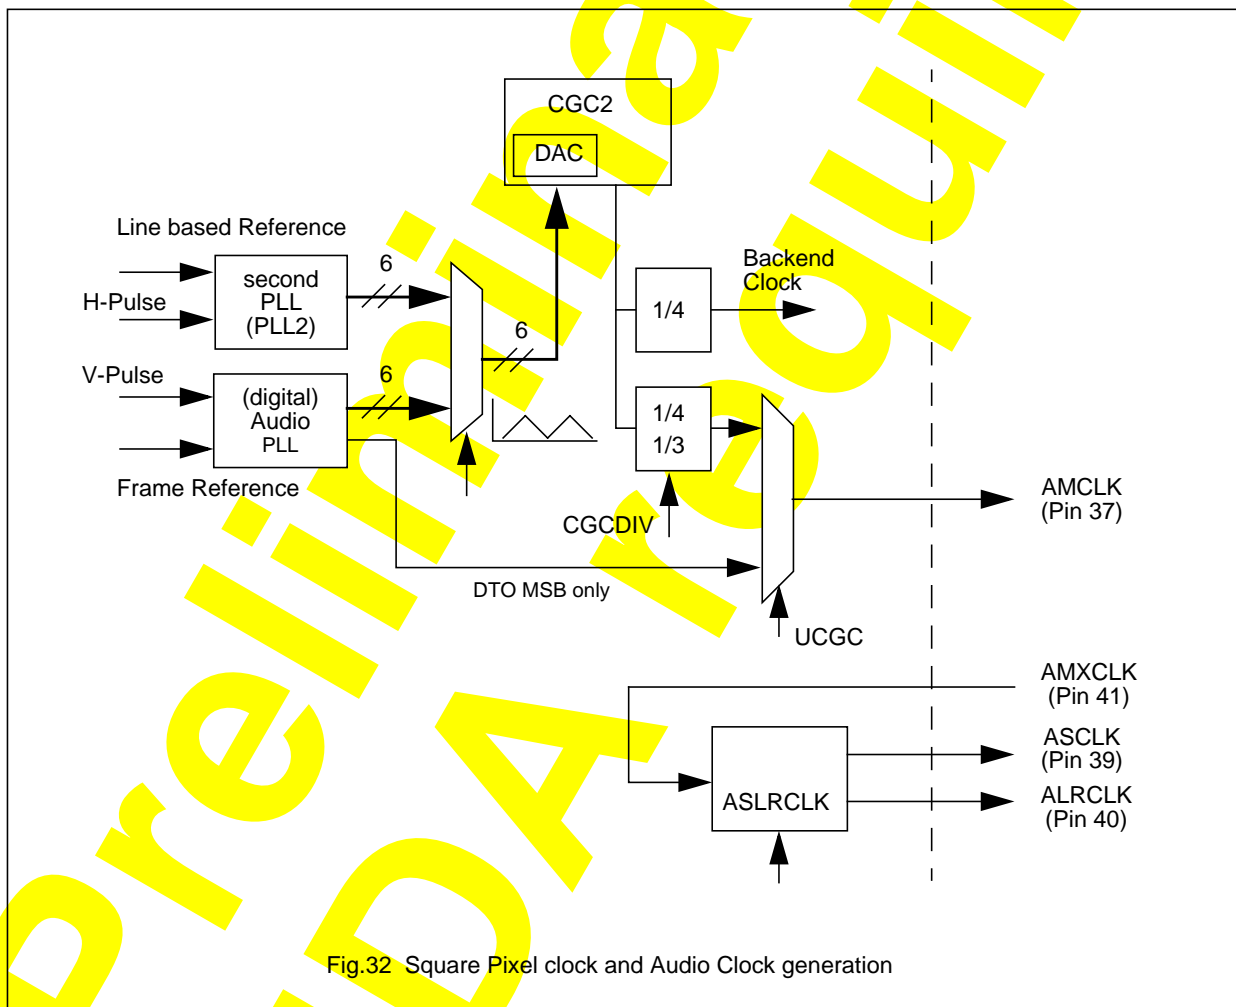 CGC2
DAC
Line based Reference
second
PLL
(PLL2)
6
H-Pulse
6
Backend
Clock
1/4
V-Pulse
(digital)
Audio
PLL
6
Frame Reference
1/4
1/3
CGCDIV
DTO MSB only
UCGC
AMCLK
(Pin 37)
AMXCLK
(Pin 41)
ASLRCLK
ASCLK
(Pin 39)
ALRCLK
(Pin 40)
Fig.32 Square Pixel clock and Audio Clock generation